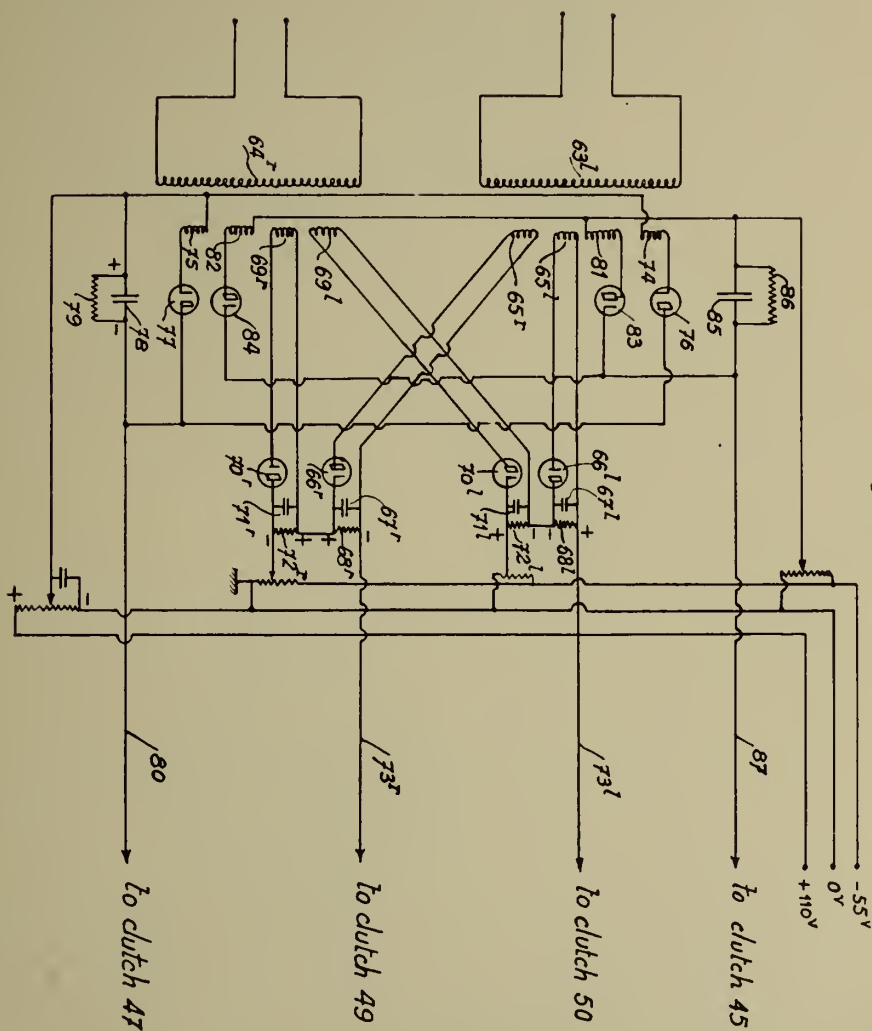 64ʳ
63ˡ
75
82
69ʳ
69ˡ
65ʳ
65ˡ
81
74
79
78
77
84
83
76
85
86
70ʳ
66ʳ
70ˡ
66ˡ
71ʳ
67ʳ
71ˡ
67ˡ
72ʳ
68ʳ
72ˡ
68ˡ
80
73ʳ
73ˡ
87
-55ᵛ
0ᵛ
+110ᵛ
to clutch 47
to clutch 49
to clutch 50
to clutch 45